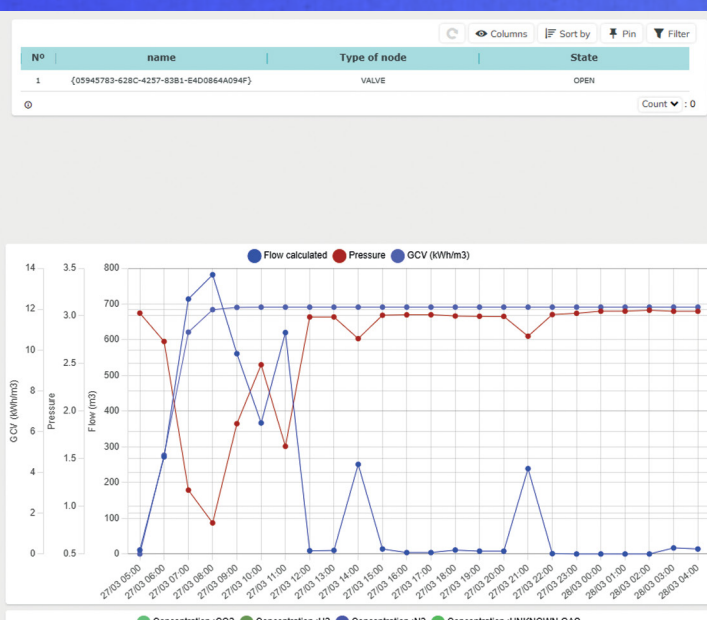 Columns Sort by Pin Filter
Nº name Type of node State
1 {05945783-628C-4257-83B1-E4D0864A094F} VALVE OPEN
Count : 0
Flow calculated Pressure GCV (kWh/m3)
14 3.5 800
700
12 3.0
600
10 2.5 500
8 2.0 400
6 1.5 300
4 200
1.0
2 100
0 0.5 0
GCV (kWh/m3)
Pressure
Flow (m3)
27/03 05:00 27/03 06:00 27/03 07:00 27/03 08:00 27/03 09:00 27/03 10:00 27/03 11:00 27/03 12:00 27/03 13:00 27/03 14:00 27/03 15:00 27/03 16:00 27/03 17:00 27/03 18:00 27/03 19:00 27/03 20:00 27/03 21:00 27/03 22:00 27/03 23:00 28/03 00:00 28/03 01:00 28/03 02:00 28/03 03:00 28/03 04:00